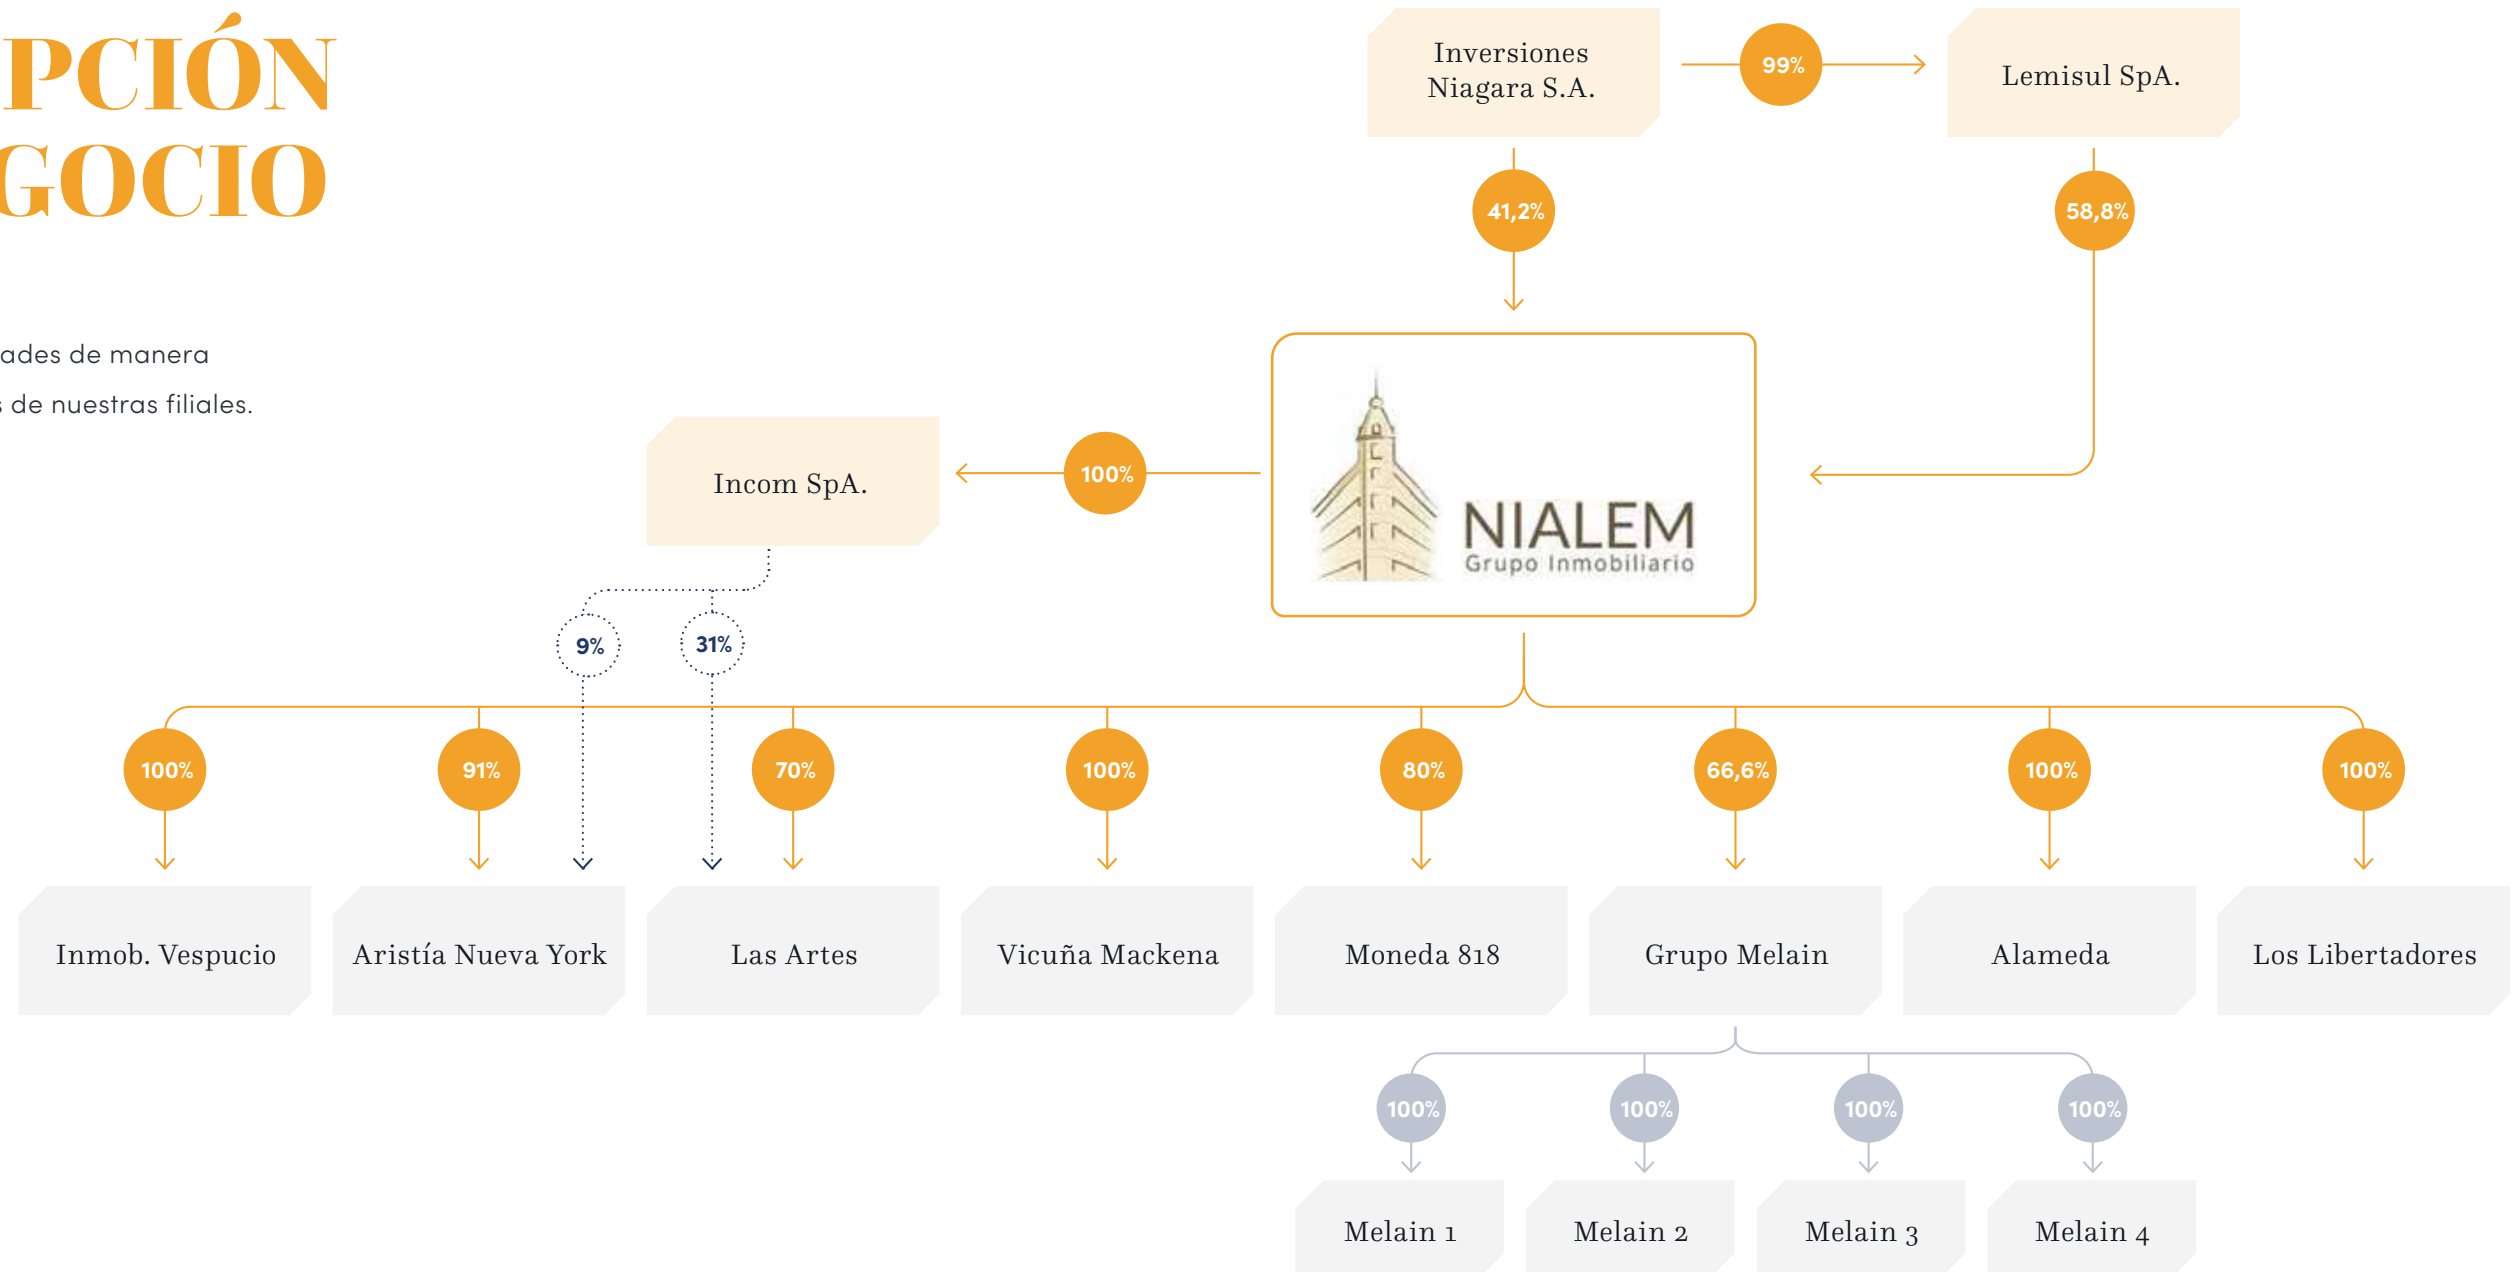 PCIÓN
GOCIO
ades de manera
s de nuestras filiales.
Inversiones
Niagara S.A.
99%
Lemisul SpA.
41,2%
58,8%
Incom SpA.
100%
NIALEM
Grupo Inmobiliario
9%
31%
100%
91%
70%
100%
80%
66,6%
100%
100%
Inmob. Vespucio
Aristía Nueva York
Las Artes
Vicuña Mackena
Moneda 818
Grupo Melain
Alameda
Los Libertadores
100%
100%
100%
100%
Melain 1
Melain 2
Melain 3
Melain 4